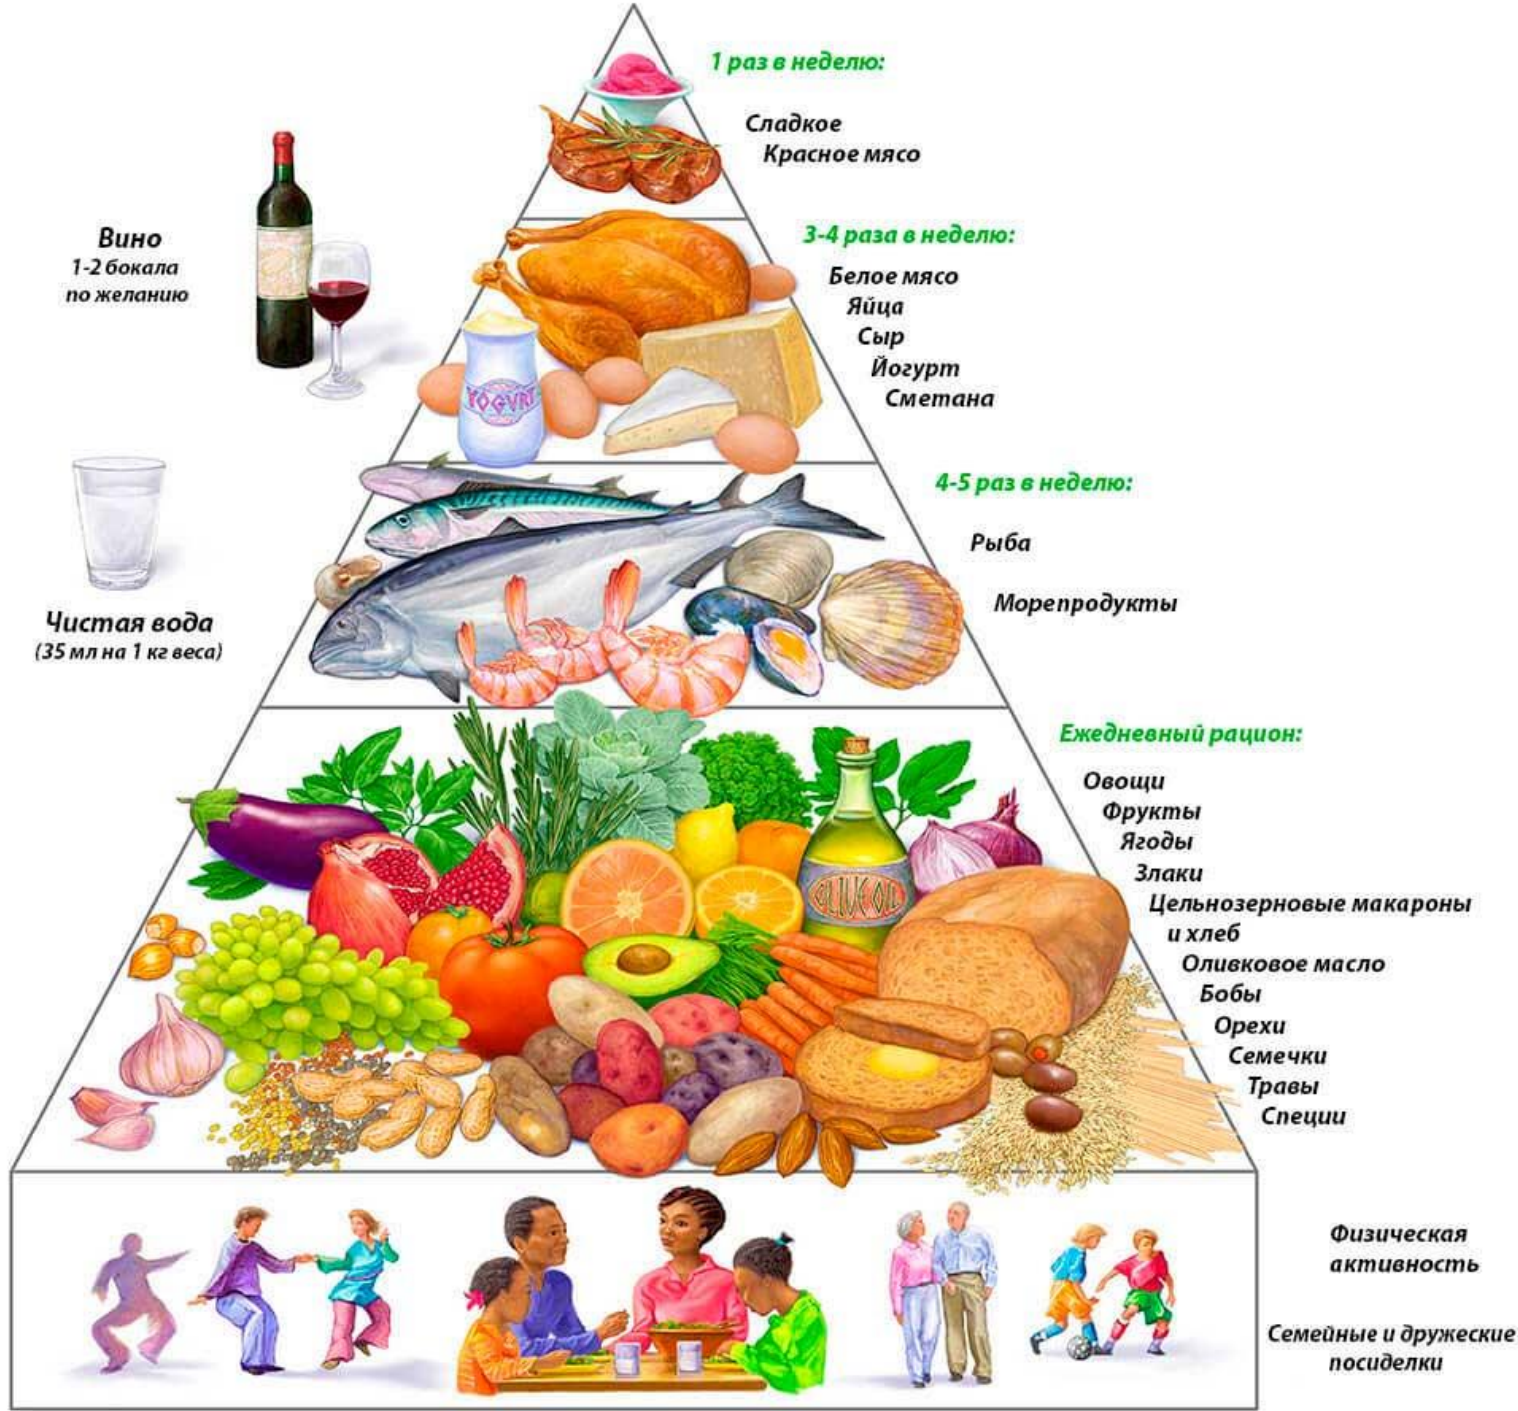 1 раз в неделю:
Сладкое
Красное мясо
Вино
1-2 бокала
по желанию
3-4 раза в неделю:
Белое мясо
Яйца
Сыр
Йогурт
Сметана
YOGURT
Чистая вода
(35 мл на 1 кг веса)
4-5 раз в неделю:
Рыба
Морепродукты
Ежедневный рацион:
Овощи
Фрукты
Ягоды
Злаки
Цельнозерновые макароны
и хлеб
Оливковое масло
Бобы
Орехи
Семечки
Травы
Специи
OLIVE OIL
Физическая
активность
Семейные и дружеские
посиделки